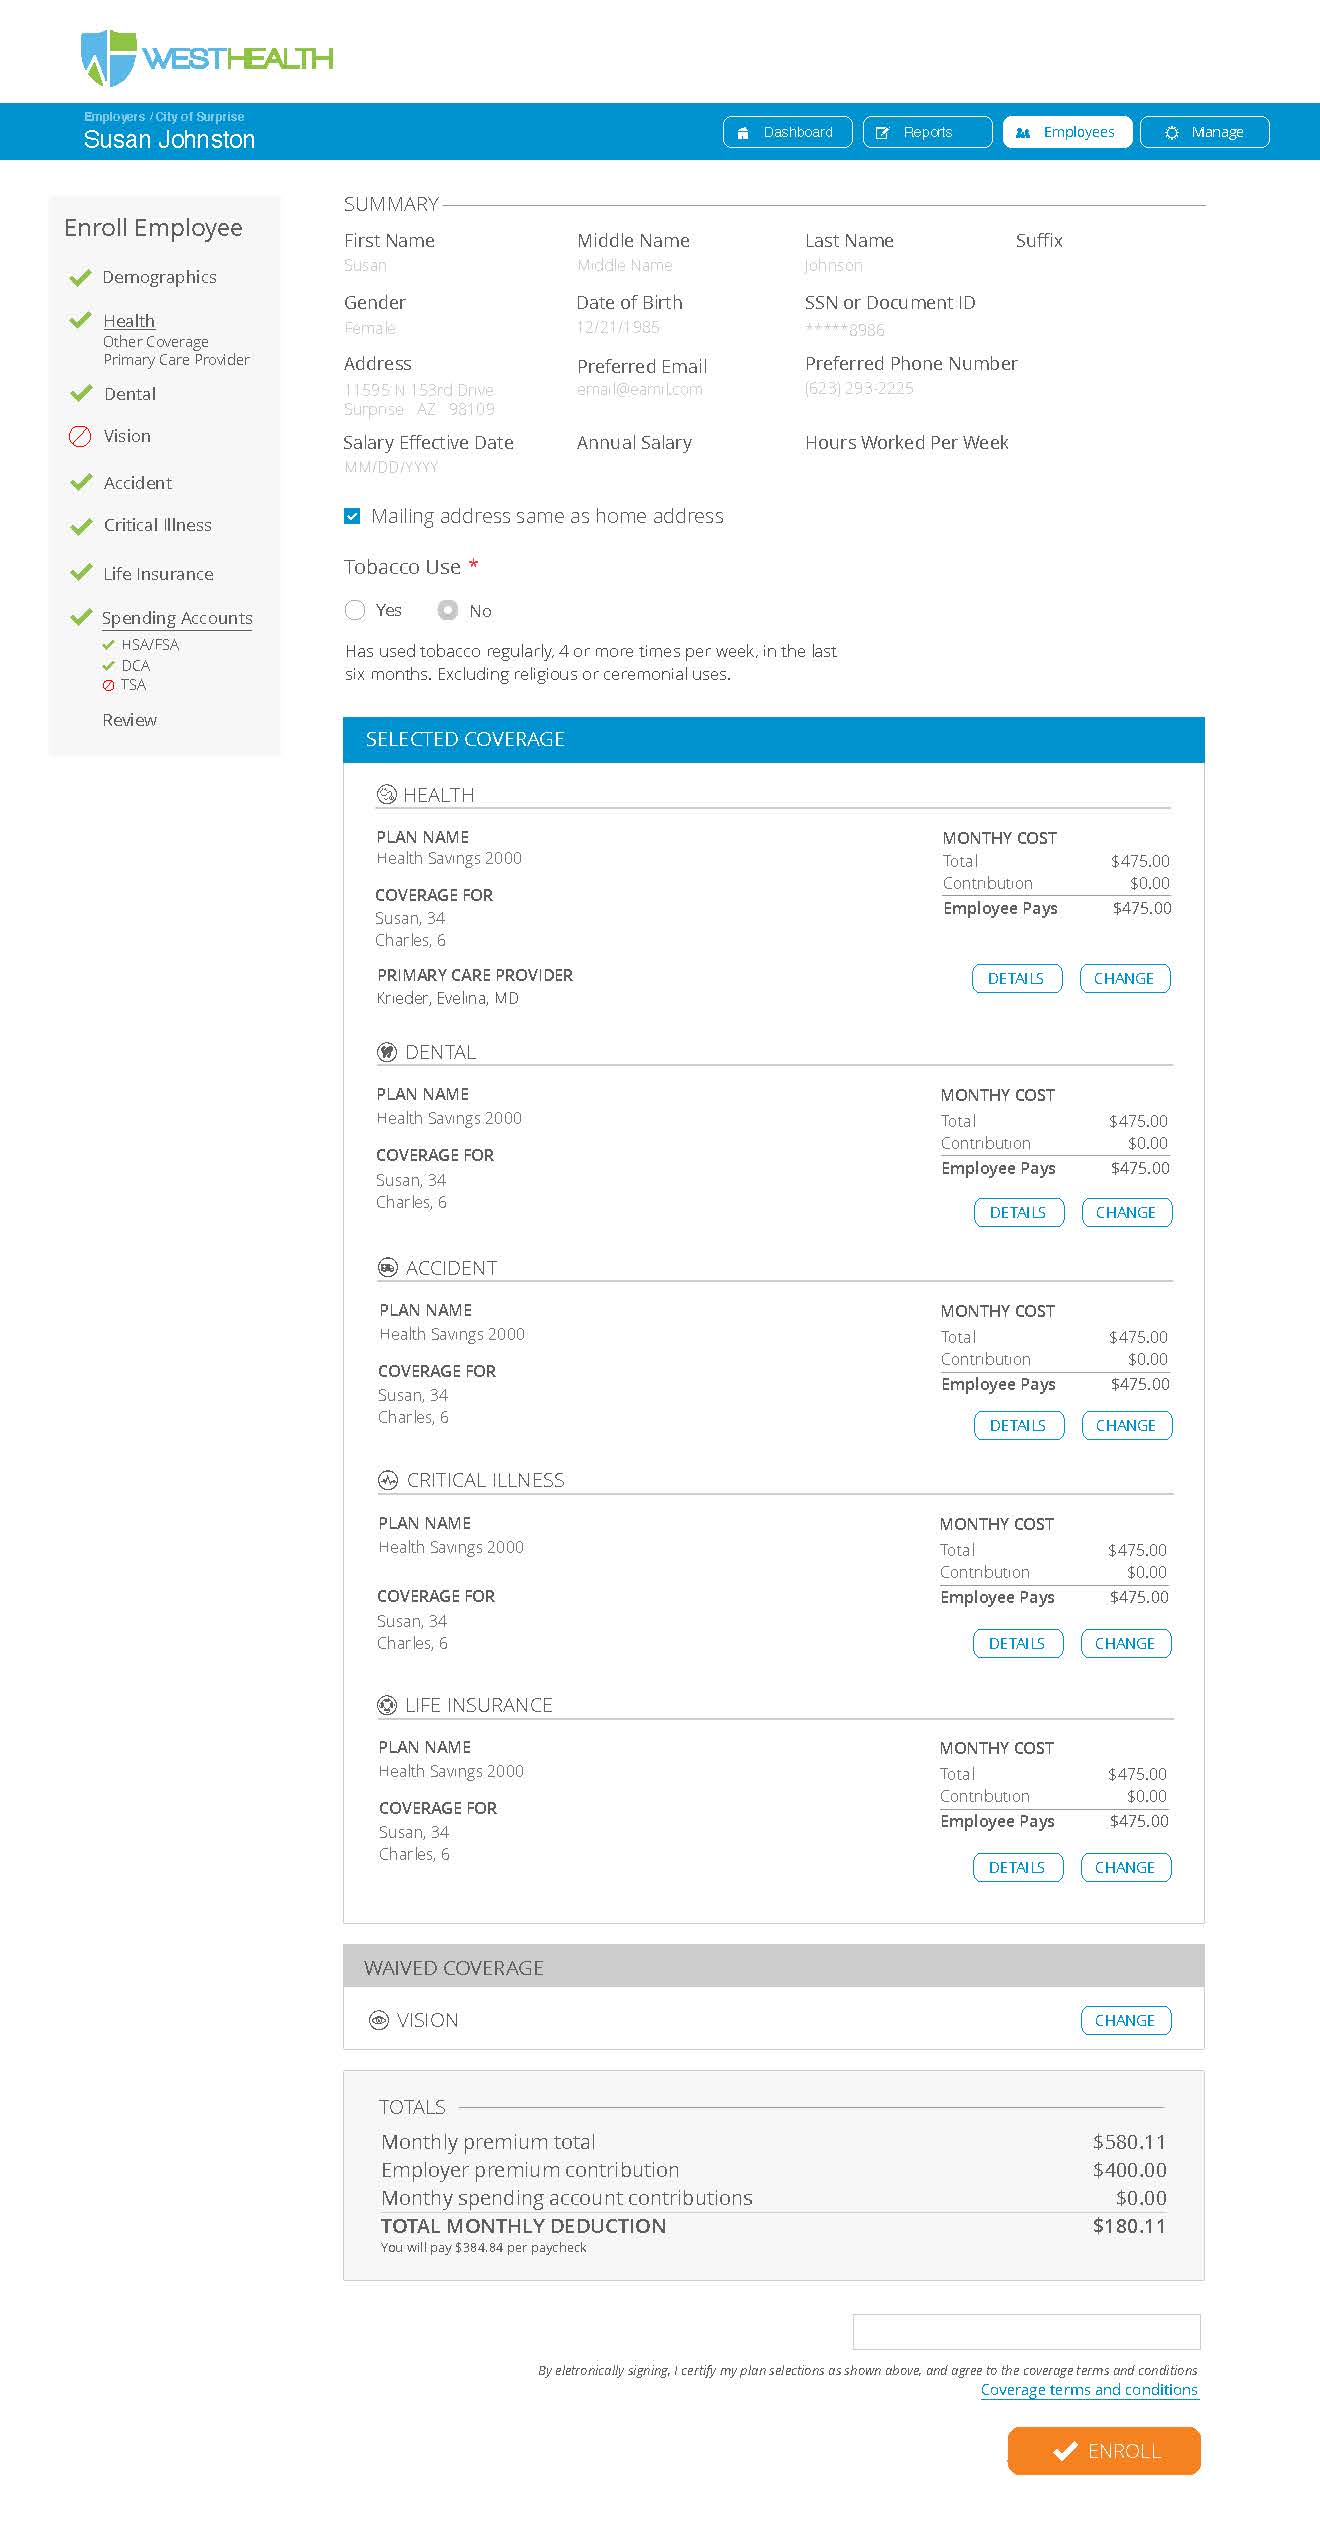 WESTHEALTH
Employers / City of Surprise
Susan Johnston
Dashboard
Reports
Employees
Manage
Enroll Employee
Demographics
Health
Other Coverage
Primary Care Provider
Dental
Vision
Accident
Critical Illness
Life Insurance
Spending Accounts
HSA/FSA
DCA
TSA
Review
SUMMARY
First Name Middle Name Last Name Suffix
Susan Middle Name Johnson
Gender Date of Birth SSN or Document ID
Female 12/21/1985 *****8986
Address Preferred Email Preferred Phone Number
11595 N 153rd Drive email@eamil.com (623) 293-2225
Surprise AZ 98109
Salary Effective Date Annual Salary Hours Worked Per Week
MM/DD/YYYY
Mailing address same as home address
Tobacco Use *
Yes No
Has used tobacco regularly, 4 or more times per week, in the last
six months. Excluding religious or ceremonial uses.
SELECTED COVERAGE
HEALTH
PLAN NAME
Health Savings 2000
COVERAGE FOR
Susan, 34
Charles, 6
PRIMARY CARE PROVIDER
Krieder, Evelina, MD
MONTHY COST
Total $475.00
Contribution $0.00
Employee Pays $475.00
DETAILS CHANGE
DENTAL
PLAN NAME
Health Savings 2000
COVERAGE FOR
Susan, 34
Charles, 6
MONTHY COST
Total $475.00
Contribution $0.00
Employee Pays $475.00
DETAILS CHANGE
ACCIDENT
PLAN NAME
Health Savings 2000
COVERAGE FOR
Susan, 34
Charles, 6
MONTHY COST
Total $475.00
Contribution $0.00
Employee Pays $475.00
DETAILS CHANGE
CRITICAL ILLNESS
PLAN NAME
Health Savings 2000
COVERAGE FOR
Susan, 34
Charles, 6
MONTHY COST
Total $475.00
Contribution $0.00
Employee Pays $475.00
DETAILS CHANGE
LIFE INSURANCE
PLAN NAME
Health Savings 2000
COVERAGE FOR
Susan, 34
Charles, 6
MONTHY COST
Total $475.00
Contribution $0.00
Employee Pays $475.00
DETAILS CHANGE
WAIVED COVERAGE
VISION CHANGE
TOTALS
Monthly premium total $580.11
Employer premium contribution $400.00
Monthy spending account contributions $0.00
TOTAL MONTHLY DEDUCTION $180.11
You will pay $384.84 per paycheck
By eletronically signing, I certify my plan selections as shown above, and agree to the coverage terms and conditions
Coverage terms and conditions
ENROLL